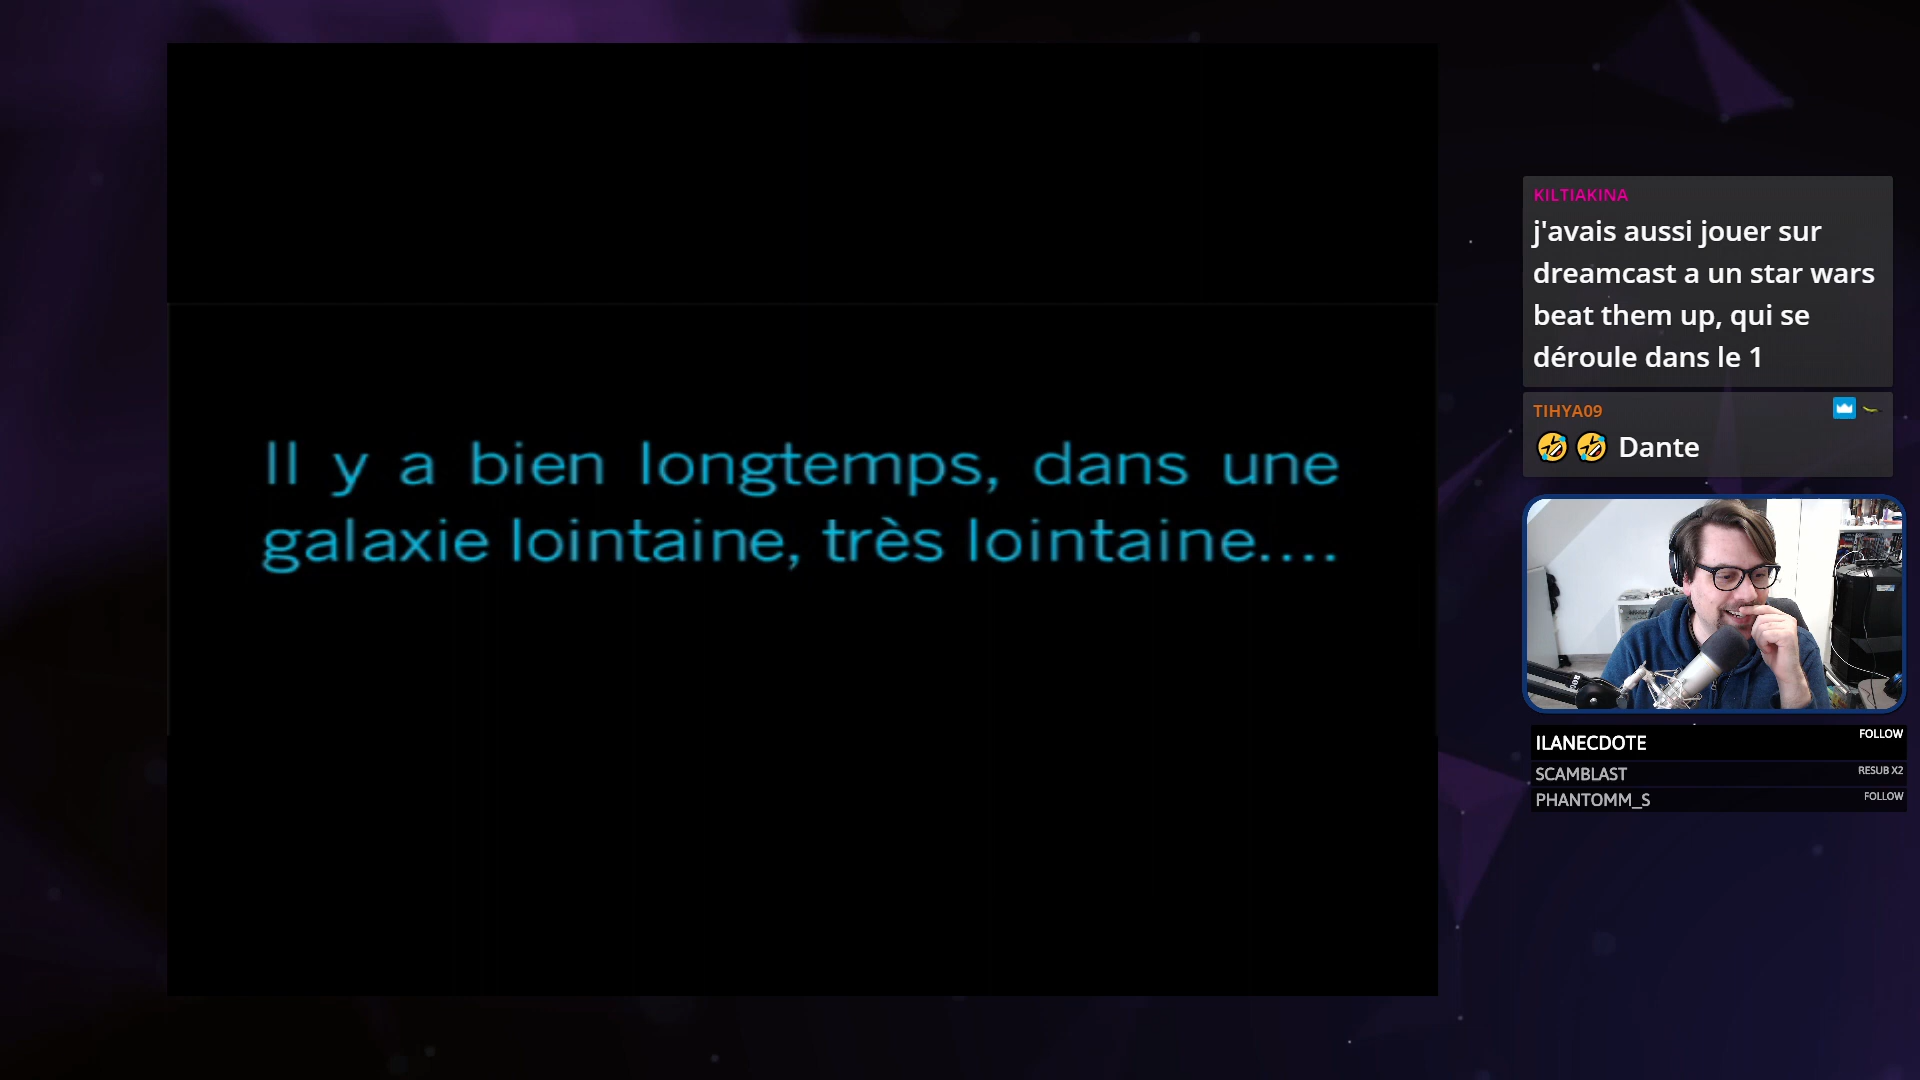 Il y a bien longtemps, dans une
galaxie lointaine, très lointaine....
KILTIAKINA
j'avais aussi jouer sur
dreamcast a un star wars
beat them up, qui se
déroule dans le 1
TIHYA09
🤣 🤣 Dante
ILANECDOTE FOLLOW
SCAMBLAST RESUB X2
PHANTOMM_S FOLLOW